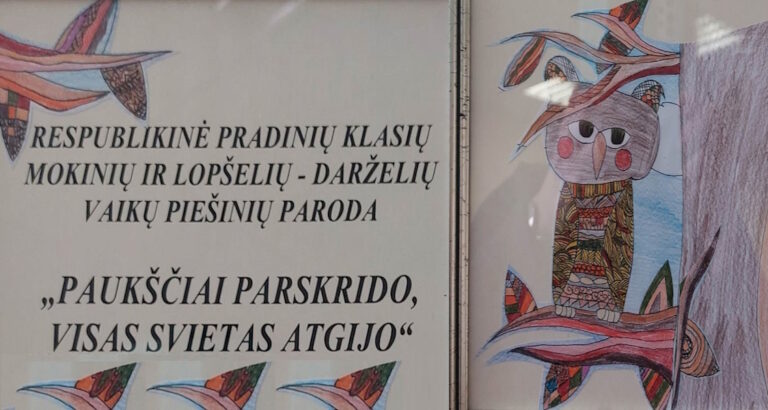 RESPUBLIKINĖ PRADINIŲ KLASIŲ
MOKINIŲ IR LOPŠELIŲ - DARŽELIŲ
VAIKŲ PIEŠINIŲ PARODA
„PAUKŠČIAI PARSKRIDO,
VISAS SVIETAS ATGIJO“